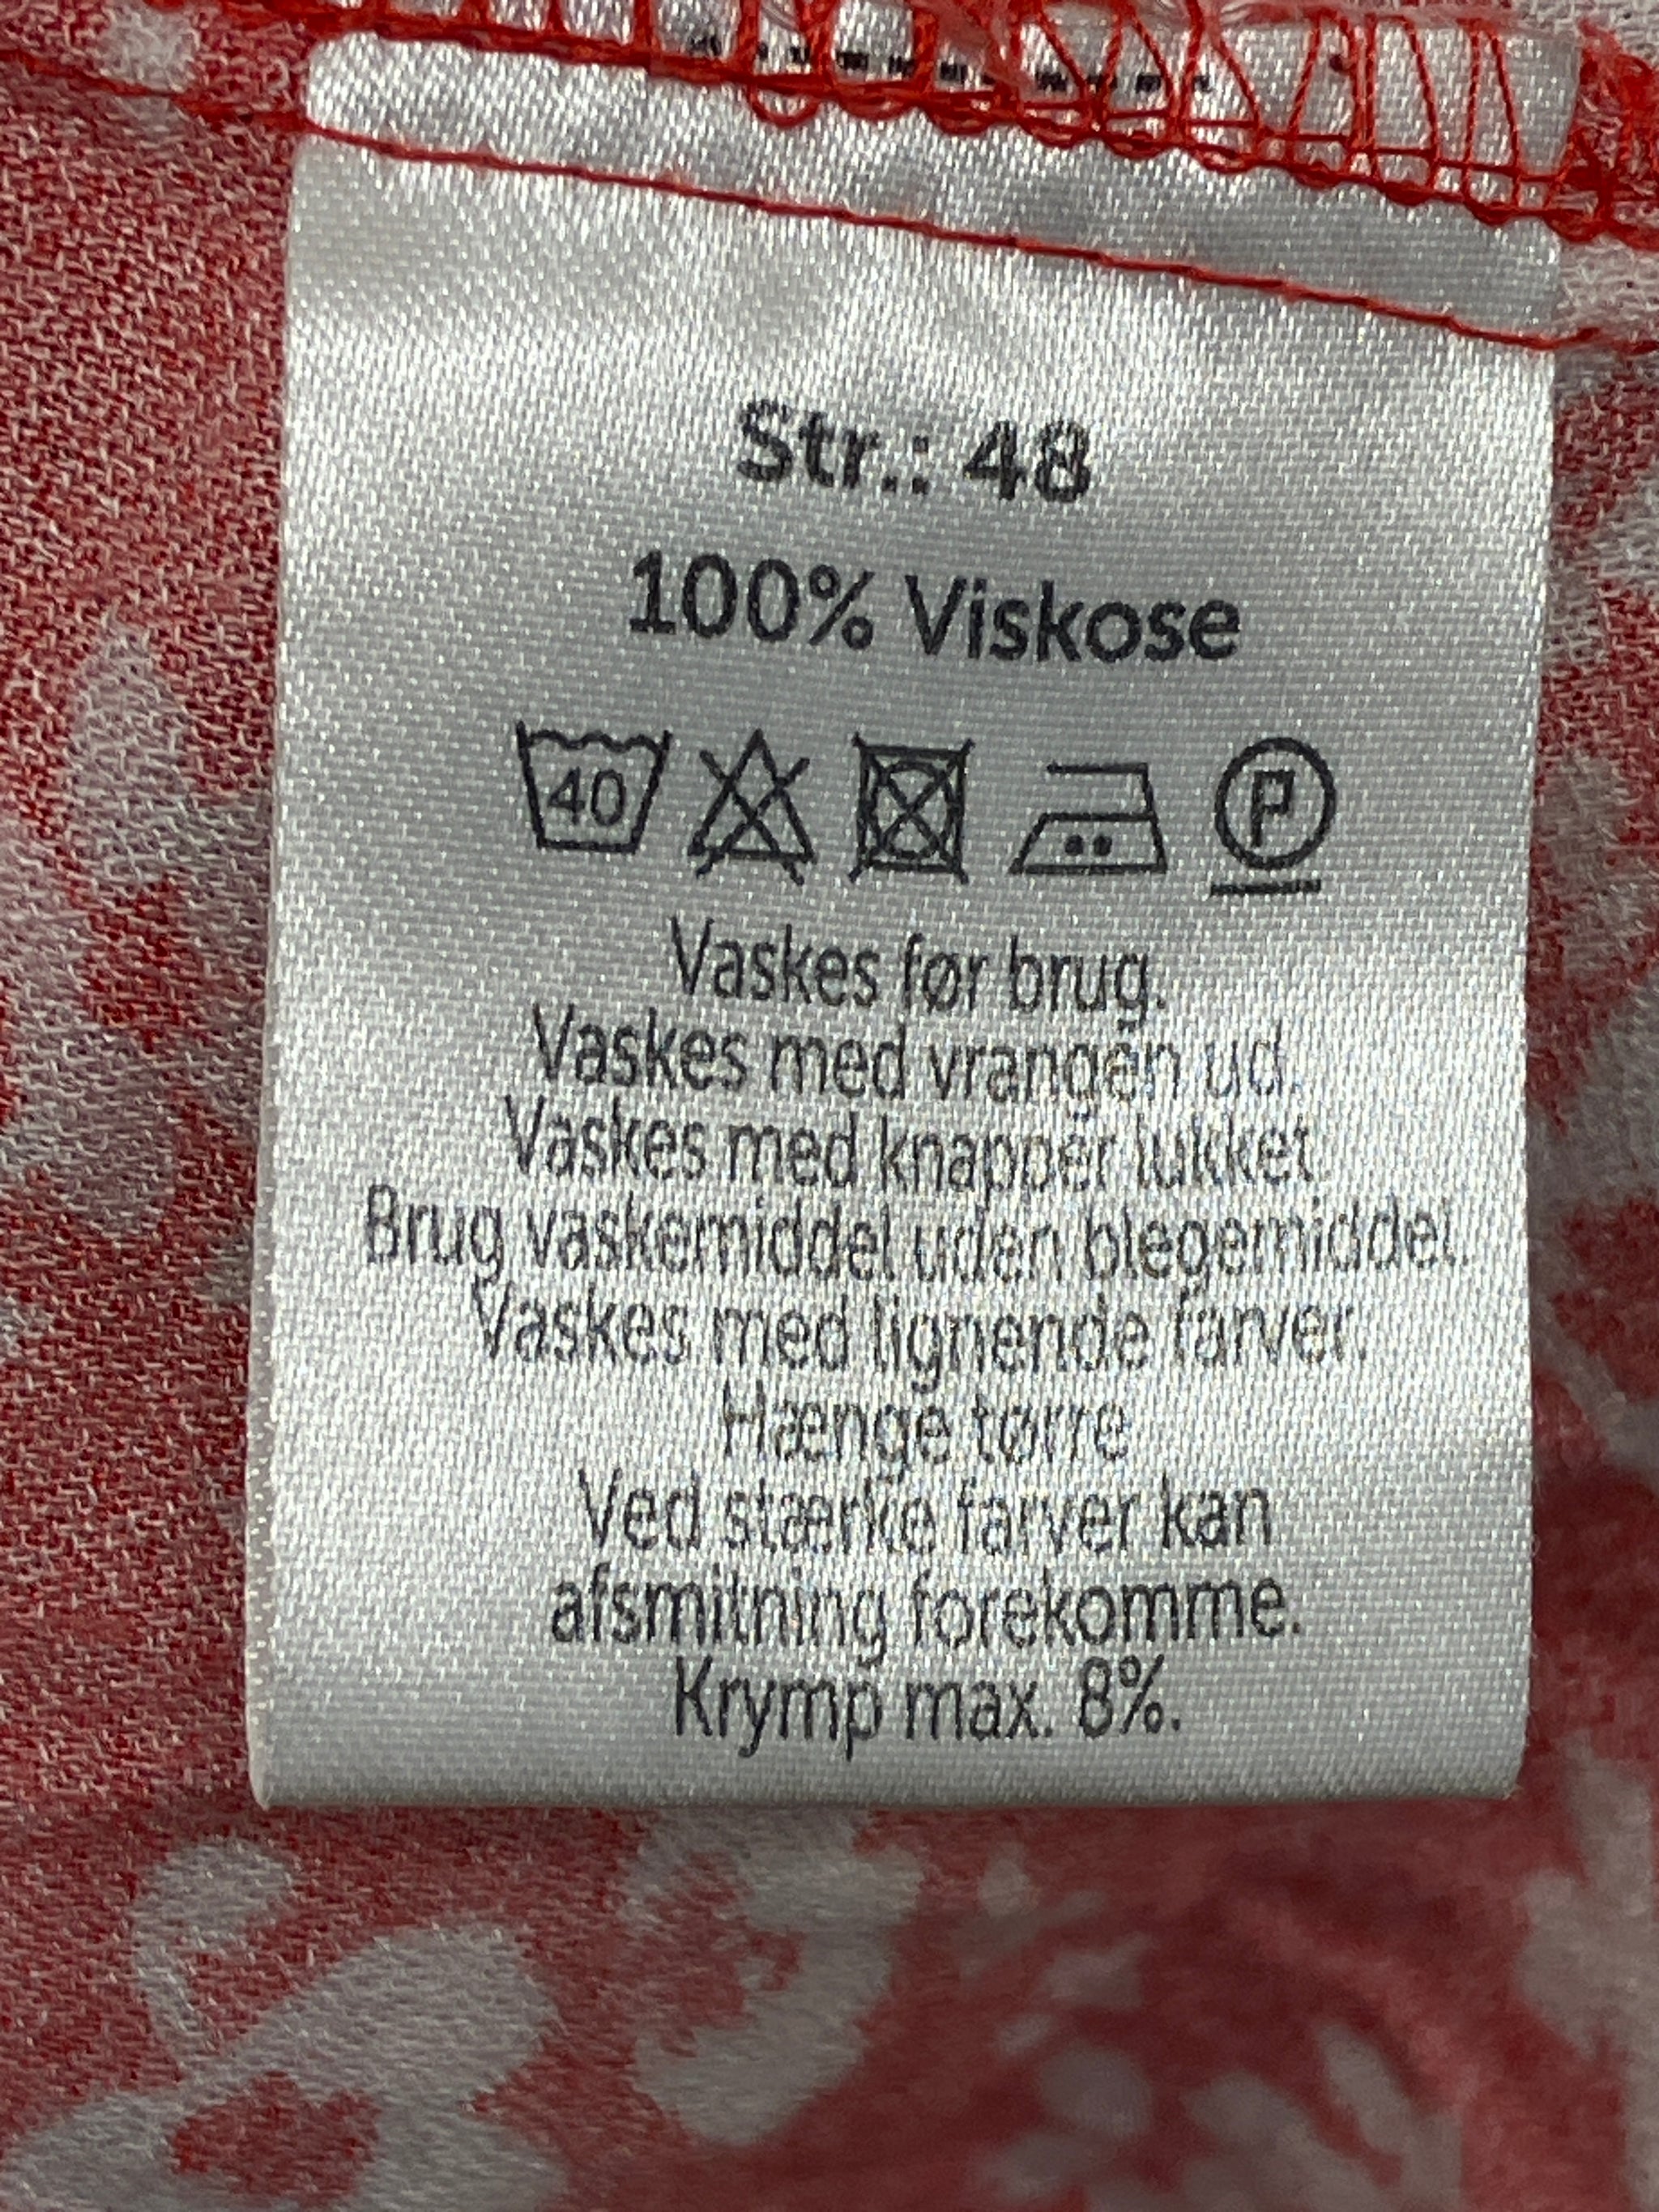 Str.: 48
100% Viskose
40 P
Vaskes før brug.
Vaskes med vrangen ud.
Vaskes med knapper lukket
Brug vaskemiddel uden blegemiddel.
Vaskes med lignende farver.
Hænge tørre
Ved stærke farver kan
afsmitning forekomme.
Krymp max. 8%.